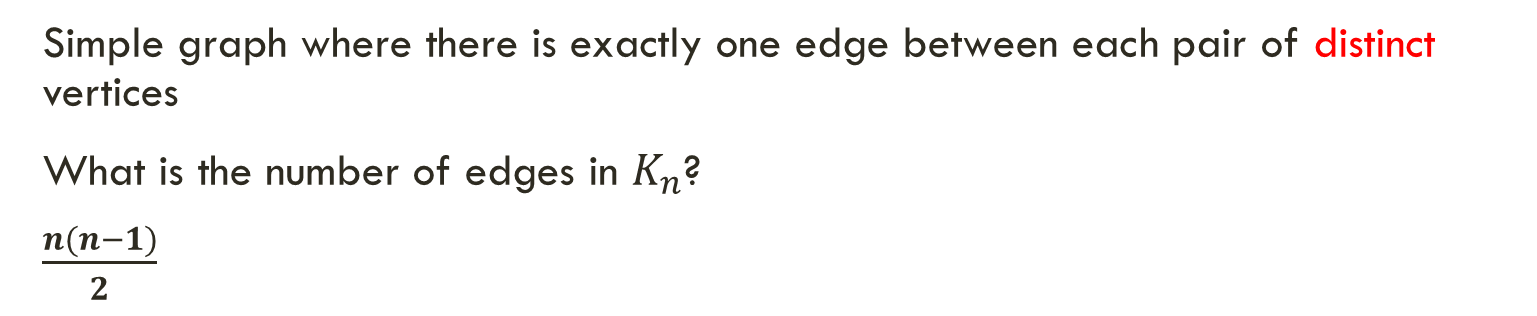 Simple graph where there is exactly one edge between each pair of distinct
vertices
What is the number of edges in Kₙ?
n(n−1)
2